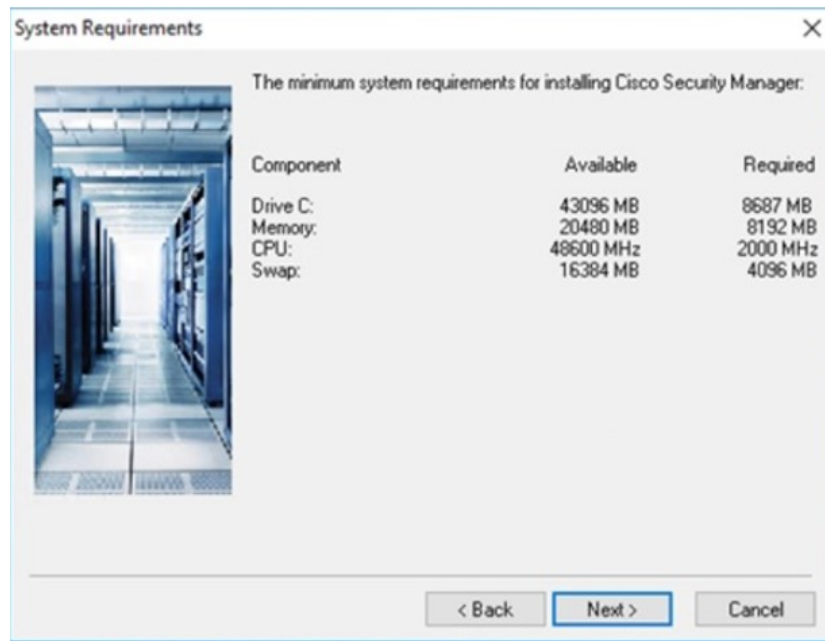 System Requirements
The minimum system requirements for installing Cisco Security Manager:
Component Available Required
Drive C: 43096 MB 8687 MB
Memory: 20480 MB 8192 MB
CPU: 48600 MHz 2000 MHz
Swap: 16384 MB 4096 MB
< Back Next > Cancel